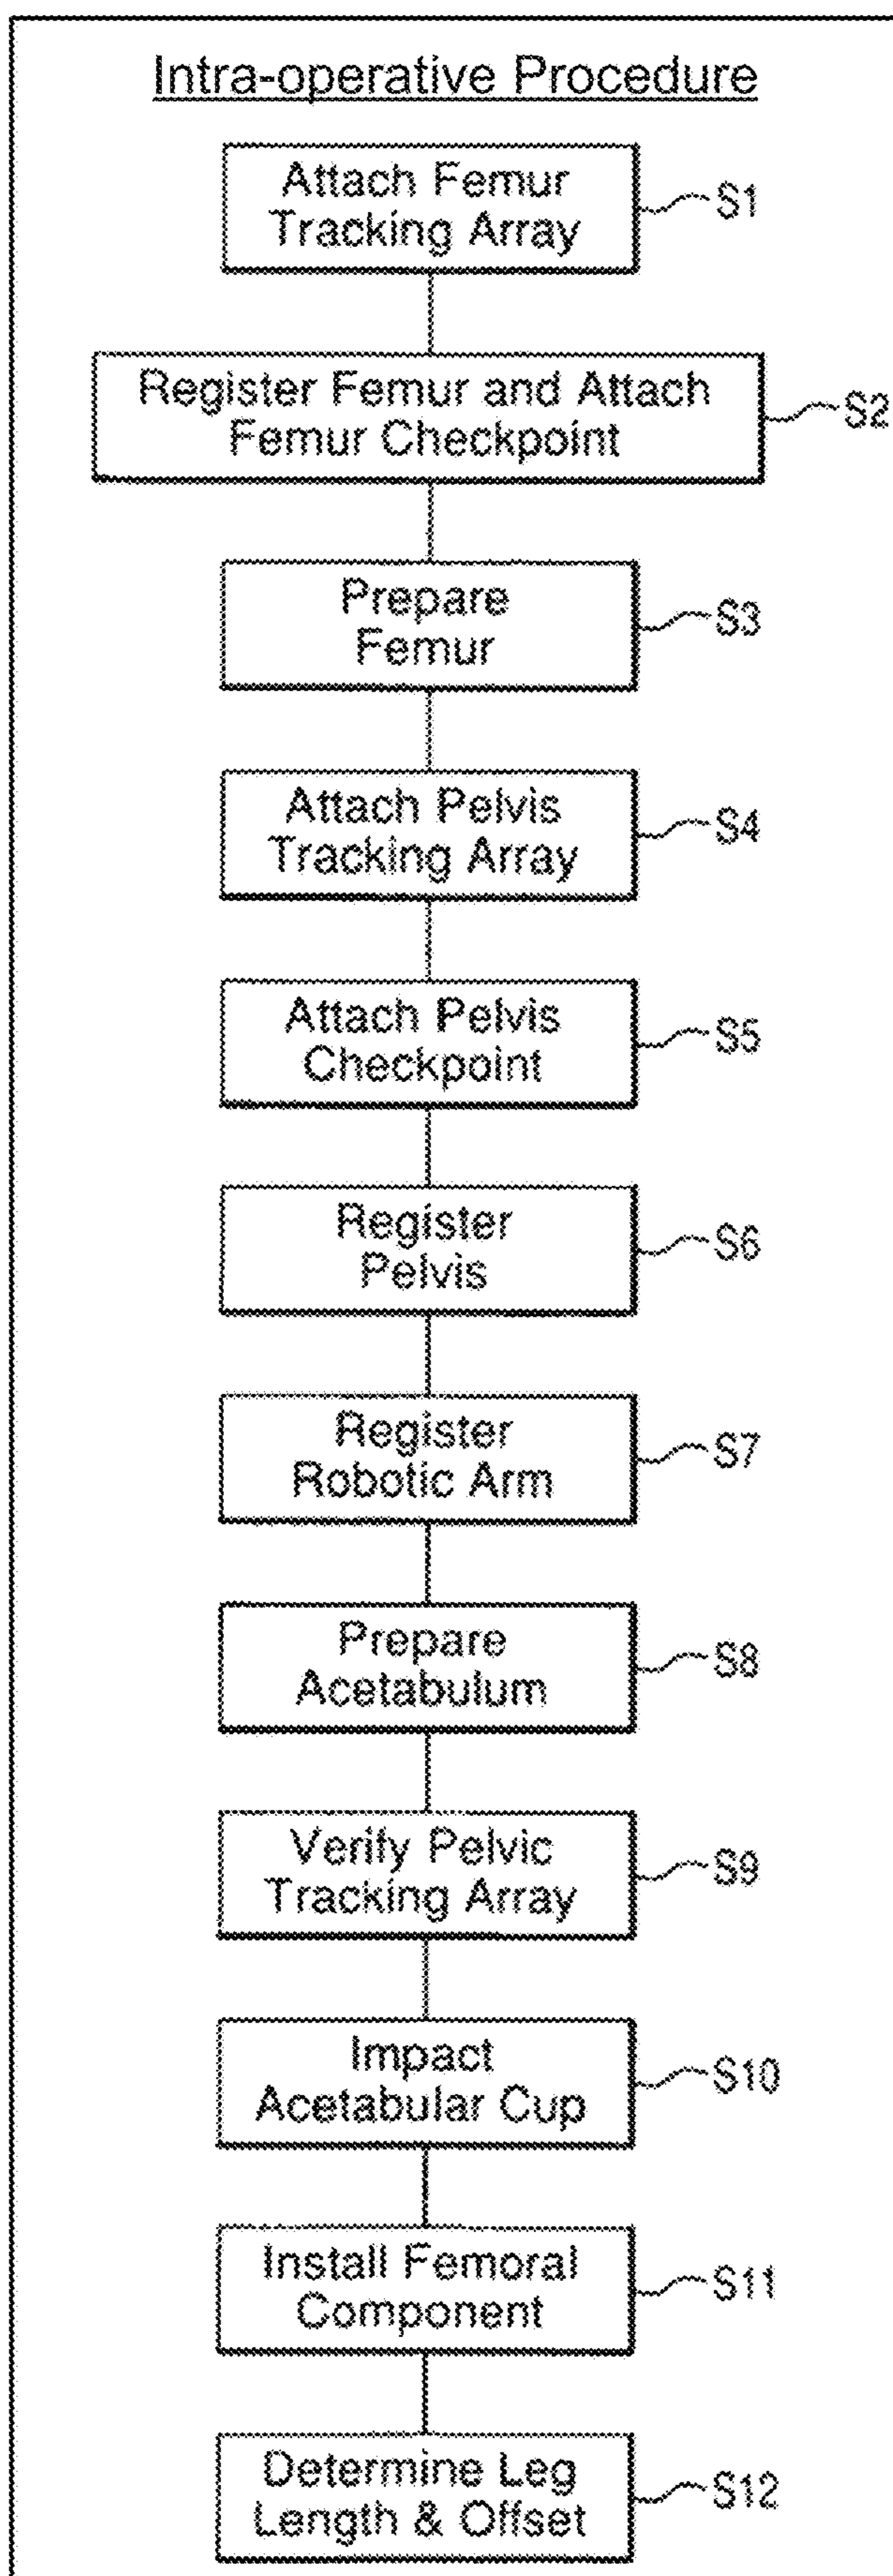 Intra-operative Procedure
Attach Femur
Tracking Array
S1
Register Femur and Attach
Femur Checkpoint
S2
Prepare
Femur
S3
Attach Pelvis
Tracking Array
S4
Attach Pelvis
Checkpoint
S5
Register
Pelvis
S6
Register
Robotic Arm
S7
Prepare
Acetabulum
S8
Verify Pelvic
Tracking Array
S9
Impact
Acetabular Cup
S10
Install Femoral
Component
S11
Determine Leg
Length & Offset
S12